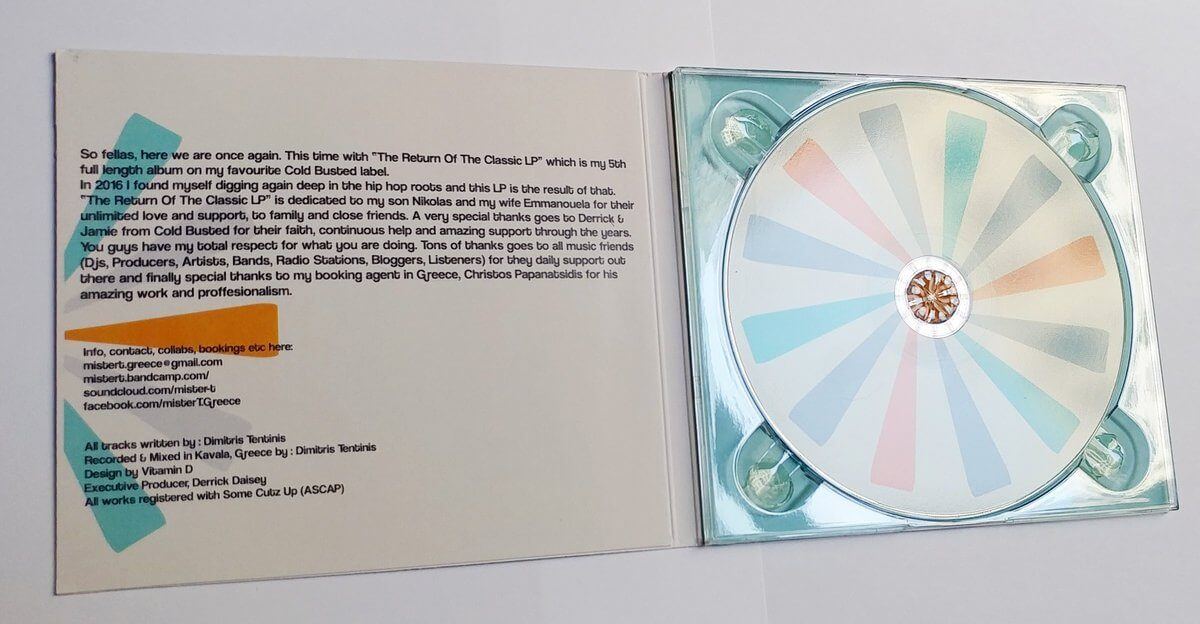 So fellas, here we are once again. This time with "The Return Of The Classic LP" which is my 5th
full length album on my favourite Cold Busted label.
In 2016 I found myself digging again deep in the hip hop roots and this LP is the result of that.
"The Return Of The Classic LP" is dedicated to my son Nikolas and my wife Emmanouela for their
unlimited love and support, to family and close friends. A very special thanks goes to Derrick &
Jamie from Cold Busted for their faith, continuous help and amazing support through the years.
You guys have my total respect for what you are doing. Tons of thanks goes to all music friends
(Djs, Producers, Artists, Bands, Radio Stations, Bloggers, Listeners) for they daily support out
there and finally special thanks to my booking agent in Greece, Christos Papanatsidis for his
amazing work and proffesionalism.
Info, contact, collabs, bookings etc here:
mistert.greece@gmail.com
mistert.bandcamp.com/
soundcloud.com/mister-t
facebook.com/misterT.Greece
All tracks written by : Dimitris Tentinis
Recorded & Mixed in Kavala, Greece by : Dimitris Tentinis
Design by Vitamin D
Executive Producer, Derrick Daisey
All works registered with Some Cutz Up (ASCAP)